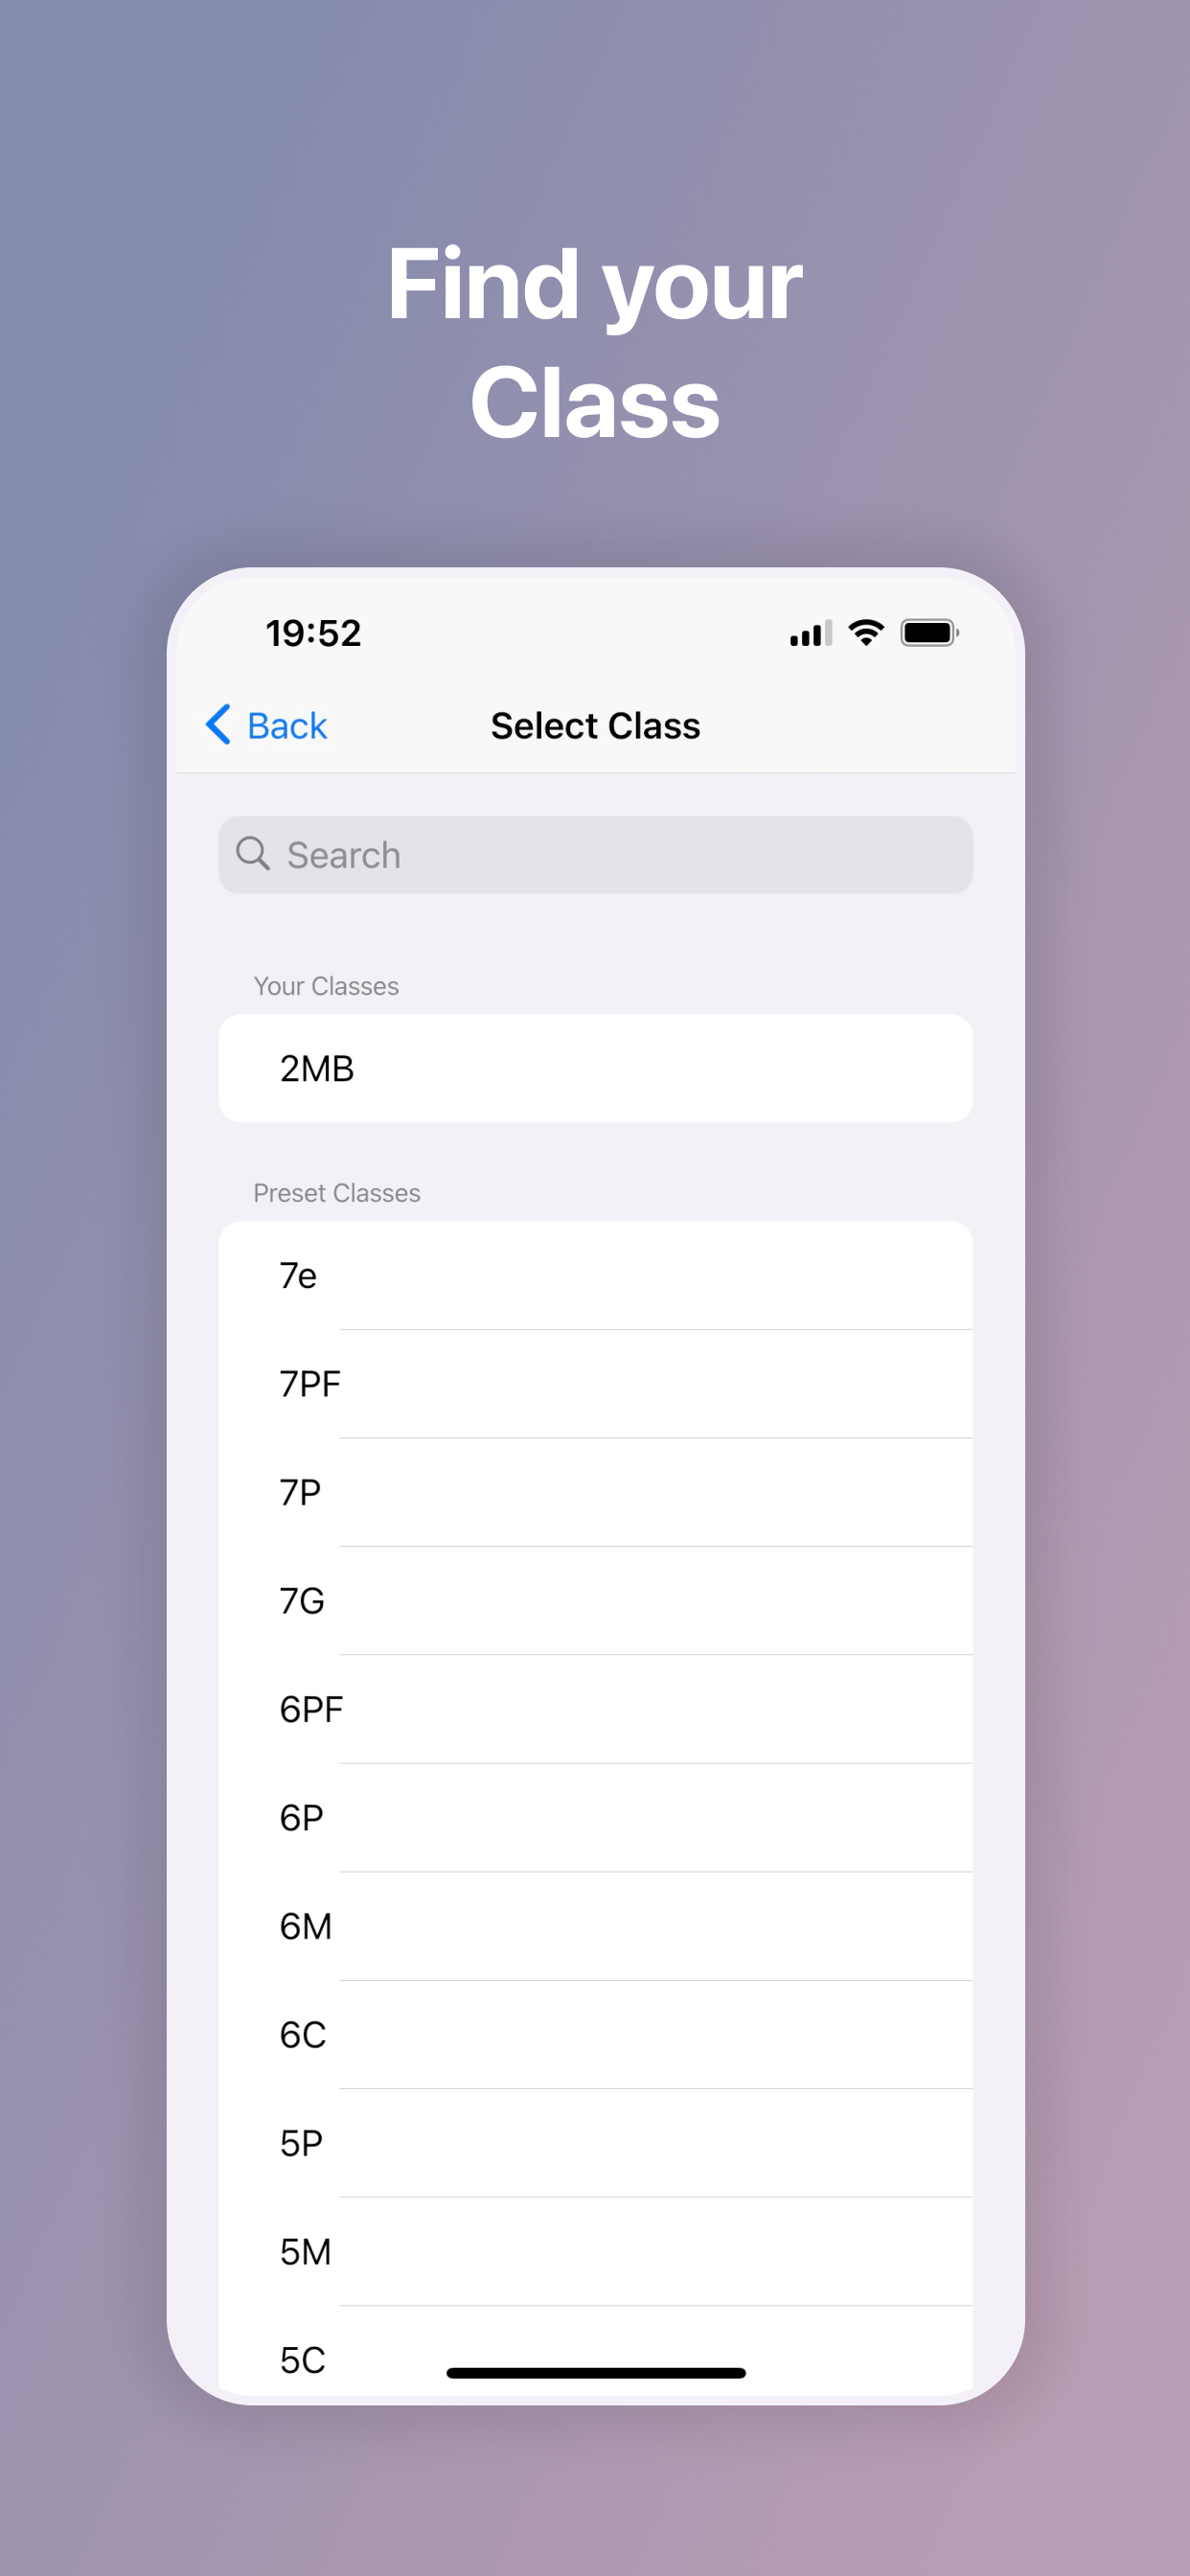 Find your
Class
19:52
Back
Select Class
Search
Your Classes
2MB
Preset Classes
7e
7PF
7P
7G
6PF
6P
6M
6C
5P
5M
5C